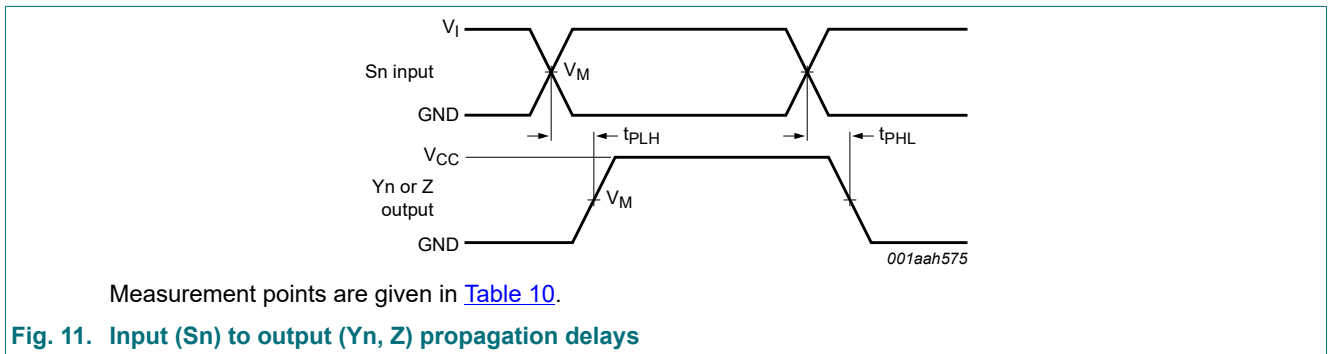 VI
Sn input
VM
GND
tPLH
tPHL
VCC
Yn or Z
output
VM
GND
001aah575
Measurement points are given in Table 10.
Fig. 11. Input (Sn) to output (Yn, Z) propagation delays